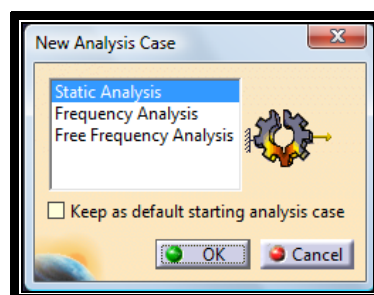 New Analysis Case
Static Analysis
Frequency Analysis
Free Frequency Analysis
Keep as default starting analysis case
OK
Cancel